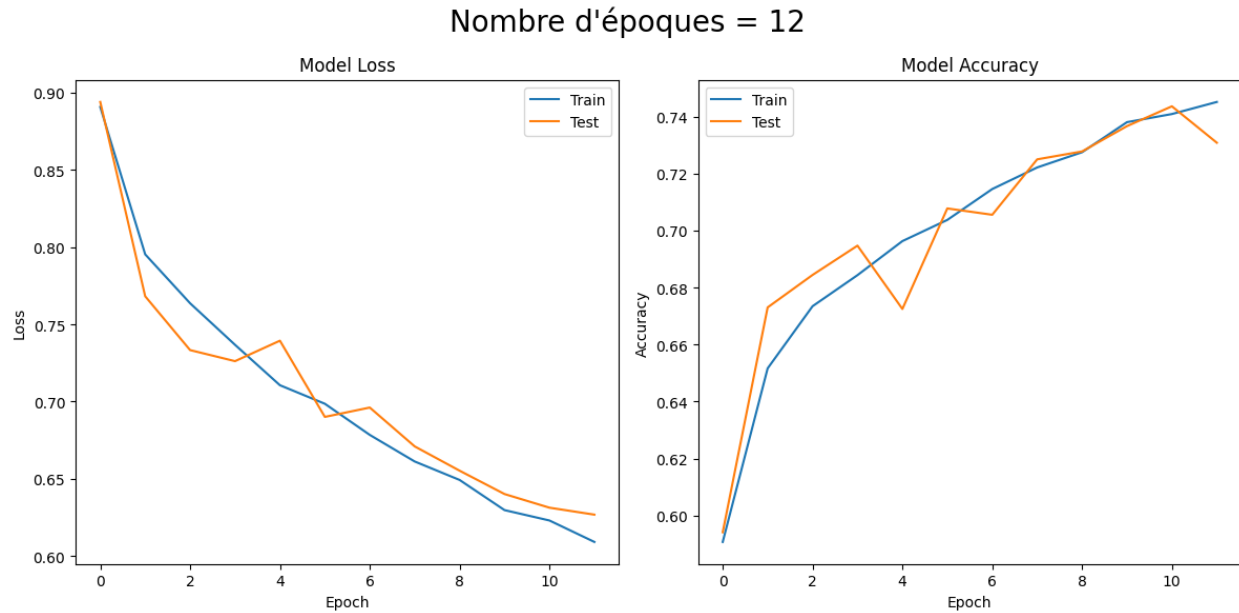 Nombre d'époques = 12
Model Loss
0.90
0.85
0.80
0.75
0.70
0.65
0.60
Loss
0 2 4 6 8 10
Epoch
Train
Test
Model Accuracy
0.74
0.72
0.70
0.68
0.66
0.64
0.62
0.60
Accuracy
0 2 4 6 8 10
Epoch
Train
Test